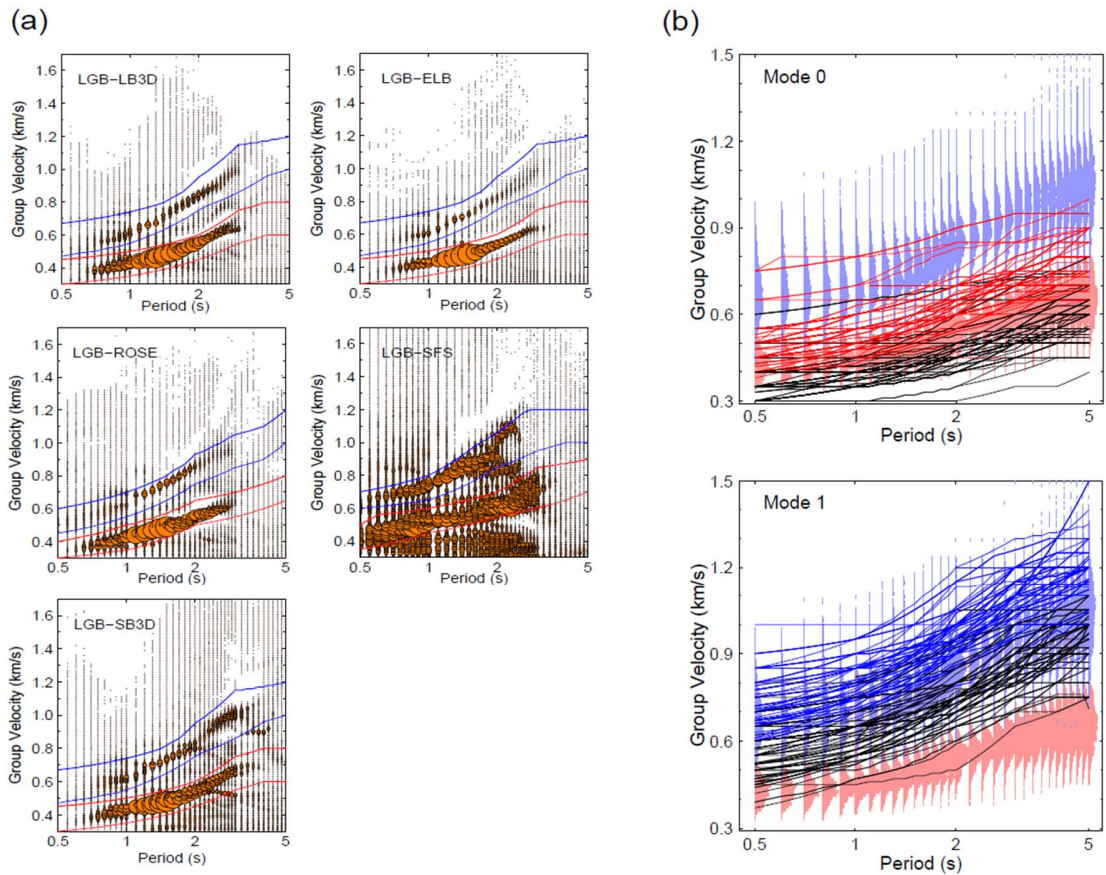 (a)
LGB-LB3D
Group Velocity (km/s)
1.6
1.4
1.2
1.0
0.8
0.6
0.4
0.5 1 2 5
Period (s)
LGB-ELB
Group Velocity (km/s)
1.6
1.4
1.2
1.0
0.8
0.6
0.4
0.5 1 2 5
Period (s)
LGB-ROSE
Group Velocity (km/s)
1.6
1.4
1.2
1.0
0.8
0.6
0.4
0.5 1 2 5
Period (s)
LGB-SFS
Group Velocity (km/s)
1.6
1.4
1.2
1.0
0.8
0.6
0.4
0.5 1 2 5
Period (s)
LGB-SB3D
Group Velocity (km/s)
1.6
1.4
1.2
1.0
0.8
0.6
0.4
0.5 1 2 5
Period (s)
(b)
Mode 0
Group Velocity (km/s)
1.5
1.2
0.9
0.6
0.3
0.5 1 2 5
Period (s)
Mode 1
Group Velocity (km/s)
1.5
1.2
0.9
0.6
0.3
0.5 1 2 5
Period (s)